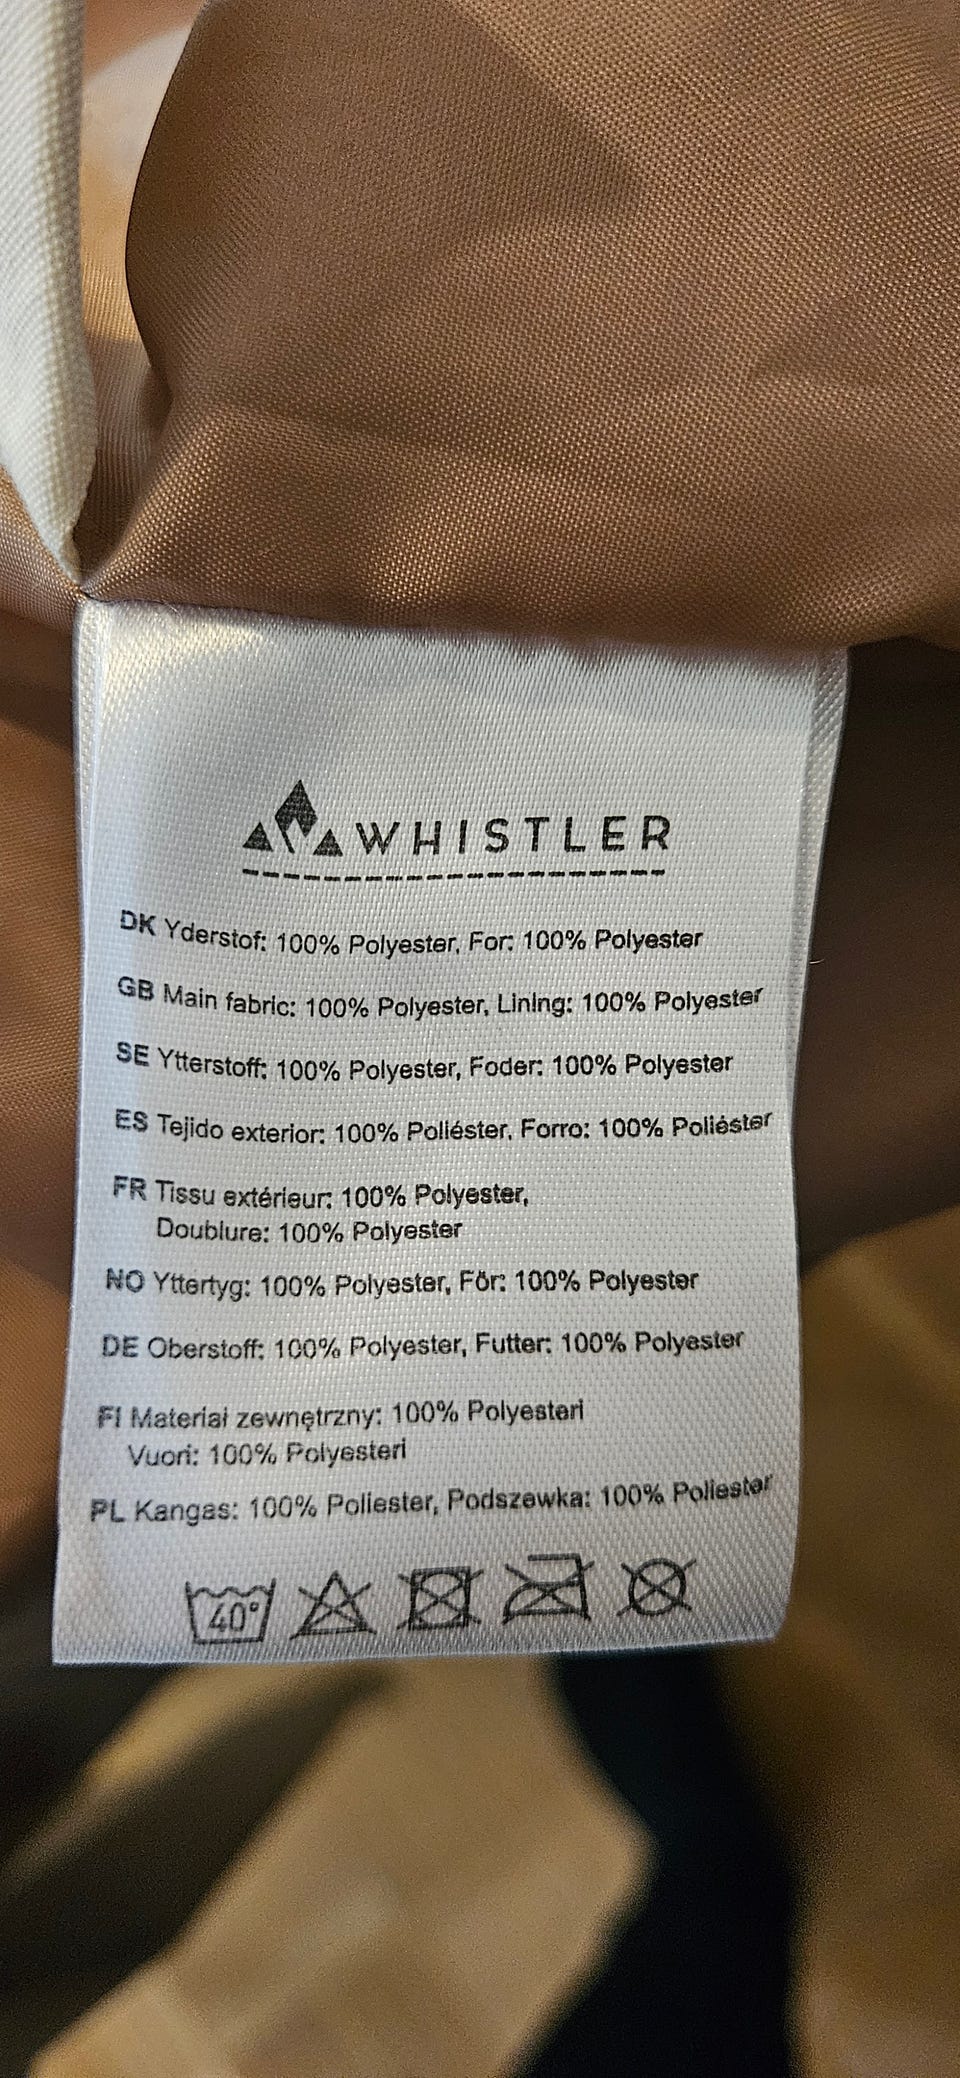 WHISTLER
DK Yderstof: 100% Polyester, For: 100% Polyester
GB Main fabric: 100% Polyester, Lining: 100% Polyester
SE Ytterstoff: 100% Polyester, Foder: 100% Polyester
ES Tejido exterior: 100% Poliéster, Forro: 100% Poliéster
FR Tissu extérieur: 100% Polyester,
Doublure: 100% Polyester
NO Yttertyg: 100% Polyester, För: 100% Polyester
DE Oberstoff: 100% Polyester, Futter: 100% Polyester
FI Materiał zewnętrzny: 100% Polyesteri
Vuori: 100% Polyesteri
PL Kangas: 100% Poliester, Podszewka: 100% Poliester
40°